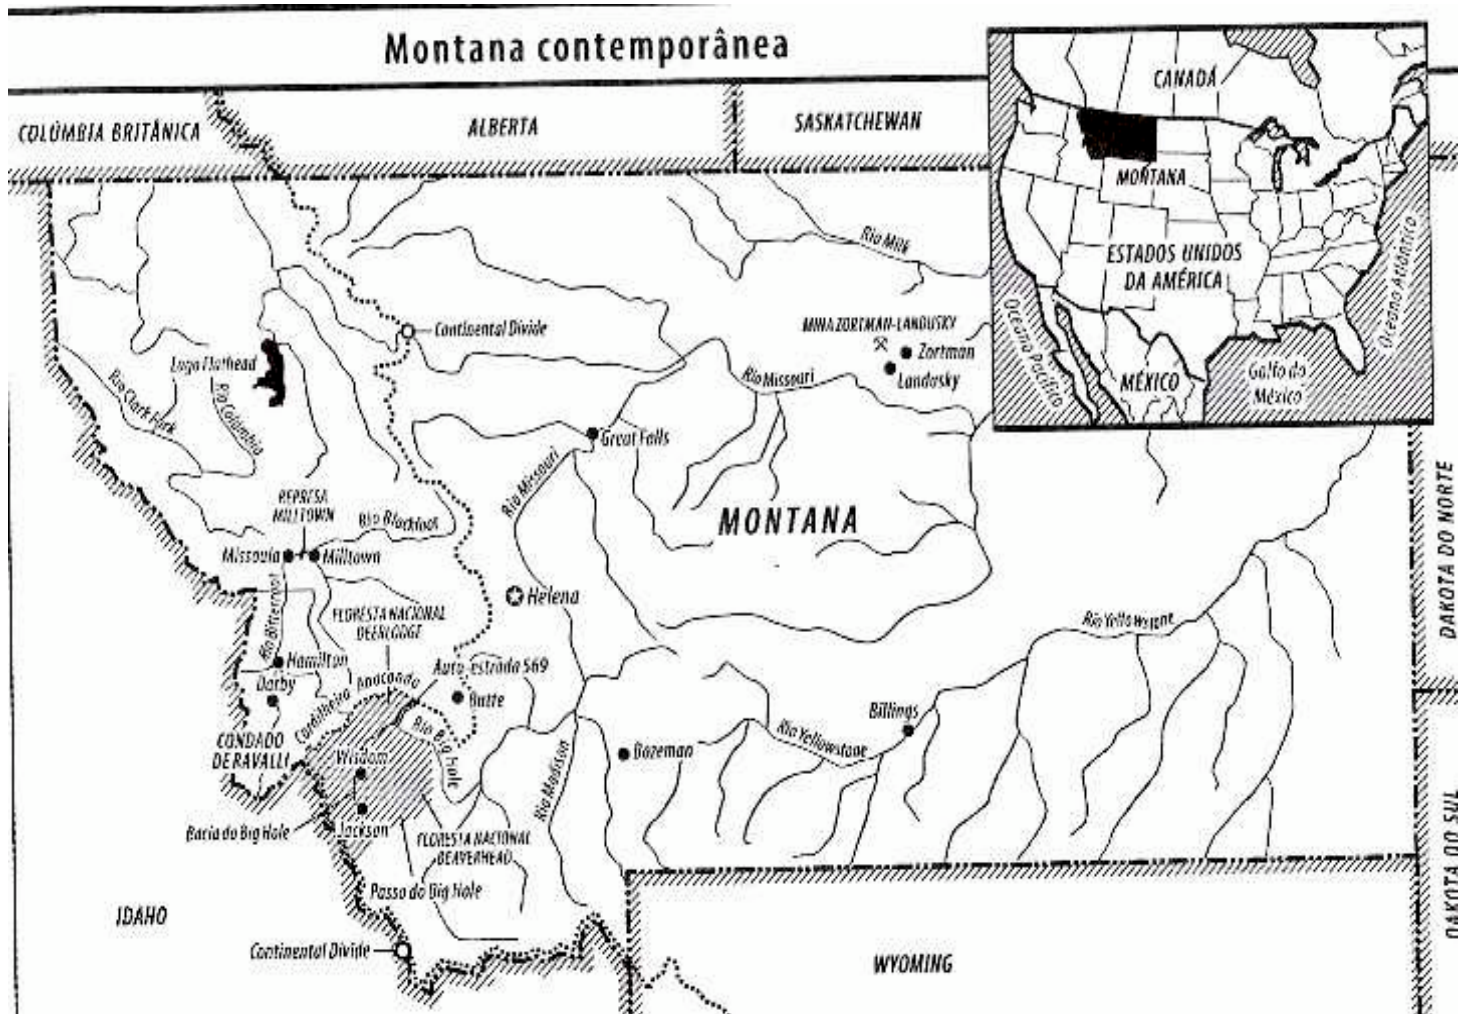 Montana contemporânea
COLÚMBIA BRITÂNICA
ALBERTA
SASKATCHEWAN
CANADÁ
MONTANA
ESTADOS UNIDOS
DA AMÉRICA
Oceano Pacífico
Oceano Atlântico
MÉXICO
Golfo do
México
Rio Milk
Continental Divide
MINA ZORTMAN-LANDUSKY
Zortman
Landusky
Lago Flathead
Rio Clark Fork
Rio Columbia
Rio Missouri
Great Falls
Rio Missouri
MONTANA
REPRESA
MILLTOWN
Rio Blackfoot
Missoula
Milltown
Helena
DAKOTA DO NORTE
Rio Bitterroot
FLORESTA NACIONAL
DEERLODGE
Rio Yellowstone
Hamilton
Darby
Auto-estrada 569
Cordilheira Anaconda
Butte
Billings
CONDADO
DE RAVALLI
Wisdom
Rio Big Hole
Rio Madison
Bozeman
Rio Yellowstone
Bacia do Big Hole
Jackson
FLORESTA NACIONAL
BEAVERHEAD
Passo do Big Hole
DAKOTA DO SUL
IDAHO
Continental Divide
WYOMING